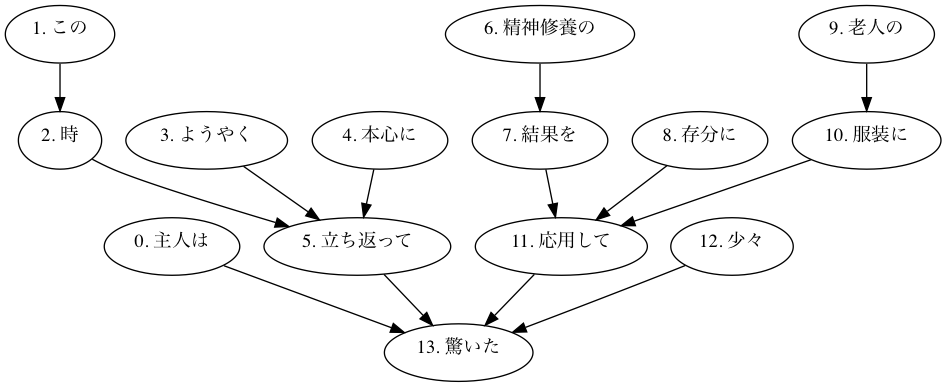 1. この
6. 精神修養の
9. 老人の
2. 時
3. ようやく
4. 本心に
7. 結果を
8. 存分に
10. 服装に
0. 主人は
5. 立ち返って
11. 応用して
12. 少々
13. 驚いた